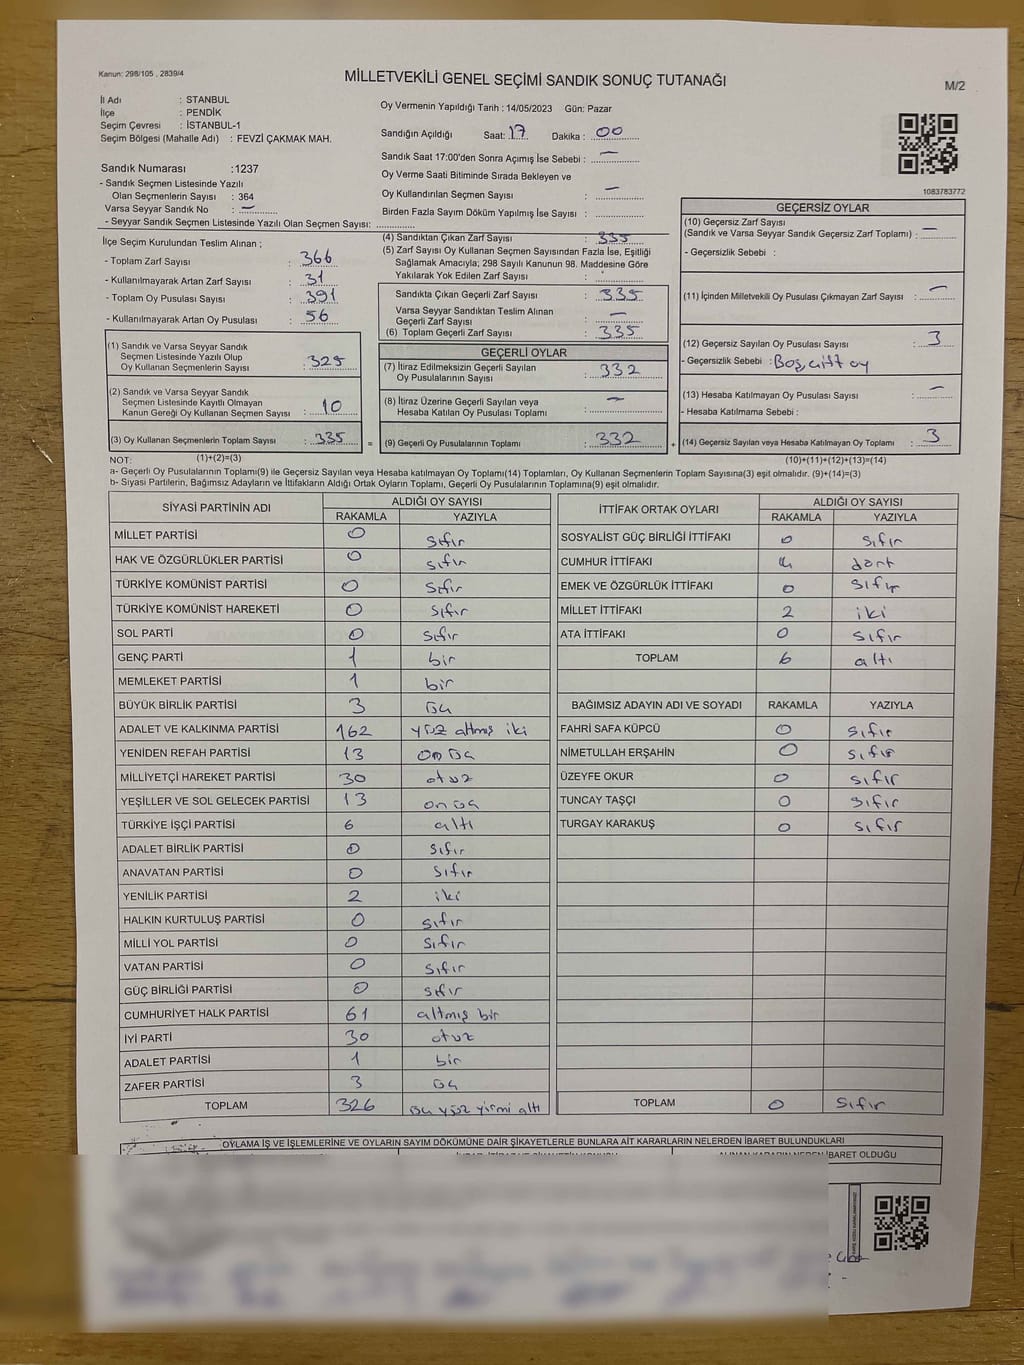 Kanun: 298/105 , 2839/4
MİLLETVEKİLİ GENEL SEÇİMİ SANDIK SONUÇ TUTANAĞI
M/2
İl Adı : STANBUL
İlçe : PENDİK
Seçim Çevresi : İSTANBUL-1
Seçim Bölgesi (Mahalle Adı) : FEVZİ ÇAKMAK MAH.
Oy Vermenin Yapıldığı Tarih : 14/05/2023 Gün: Pazar
Sandığın Açıldığı Saat: 17 Dakika : 00
Sandık Saat 17:00'den Sonra Açımış İse Sebebi : —
Oy Verme Saati Bitiminde Sırada Bekleyen ve
Oy Kullandırılan Seçmen Sayısı : —
Birden Fazla Sayım Döküm Yapılmış İse Sayısı :
Sandık Numarası :1237
- Sandık Seçmen Listesinde Yazılı
Olan Seçmenlerin Sayısı : 364
Varsa Seyyar Sandık No : —
- Seyyar Sandık Seçmen Listesinde Yazılı Olan Seçmen Sayısı:
1083783772
İlçe Seçim Kurulundan Teslim Alınan ;
- Toplam Zarf Sayısı : 366
- Kullanılmayarak Artan Zarf Sayısı : 31
- Toplam Oy Pusulası Sayısı : 391
- Kullanılmayarak Artan Oy Pusulası : 56
(4) Sandıktan Çıkan Zarf Sayısı : 335
(5) Zarf Sayısı Oy Kullanan Seçmen Sayısından Fazla İse, Eşitliği
Sağlamak Amacıyla; 298 Sayılı Kanunun 98. Maddesine Göre
Yakılarak Yok Edilen Zarf Sayısı :
Sandıkta Çıkan Geçerli Zarf Sayısı : 335
Varsa Seyyar Sandıktan Teslim Alınan
Geçerli Zarf Sayısı : —
(6) Toplam Geçerli Zarf Sayısı : 335
GEÇERSİZ OYLAR
(10) Geçersiz Zarf Sayısı
(Sandık ve Varsa Seyyar Sandık Geçersiz Zarf Toplamı) : —
- Geçersizlik Sebebi :
(11) İçinden Milletvekili Oy Pusulası Çıkmayan Zarf Sayısı : —
(12) Geçersiz Sayılan Oy Pusulası Sayısı : 3
- Geçersizlik Sebebi : Boş, çift oy
(13) Hesaba Katılmayan Oy Pusulası Sayısı : —
- Hesaba Katılmama Sebebi :
(14) Geçersiz Sayılan veya Hesaba Katılmayan Oy Toplamı : 3
(10)+(11)+(12)+(13)=(14)
(1) Sandık ve Varsa Seyyar Sandık
Seçmen Listesinde Yazılı Olup
Oy Kullanan Seçmenlerin Sayısı : 325
(2) Sandık ve Varsa Seyyar Sandık
Seçmen Listesinde Kayıtlı Olmayan
Kanun Gereği Oy Kullanan Seçmen Sayısı : 10
(3) Oy Kullanan Seçmenlerin Toplam Sayısı : 335 =
(1)+(2)=(3)
GEÇERLİ OYLAR
(7) İtiraz Edilmeksizin Geçerli Sayılan
Oy Pusulalarının Sayısı : 332
(8) İtiraz Üzerine Geçerli Sayılan veya
Hesaba Katılan Oy Pusulası Toplamı : —
(9) Geçerli Oy Pusulalarının Toplamı : 332 +
NOT:
a- Geçerli Oy Pusulalarının Toplamı(9) ile Geçersiz Sayılan veya Hesaba katılmayan Oy Toplamı(14) Toplamları, Oy Kullanan Seçmenlerin Toplam Sayısına(3) eşit olmalıdır. (9)+(14)=(3)
b- Siyasi Partilerin, Bağımsız Adayların ve İttifakların Aldığı Ortak Oyların Toplamı, Geçerli Oy Pusulalarının Toplamına(9) eşit olmalıdır.
SİYASİ PARTİNİN ADI ALDIĞI OY SAYISI
RAKAMLA YAZIYLA
MİLLET PARTİSİ 0 sıfır
HAK VE ÖZGÜRLÜKLER PARTİSİ 0 sıfır
TÜRKİYE KOMÜNİST PARTİSİ 0 sıfır
TÜRKİYE KOMÜNİST HAREKETİ 0 sıfır
SOL PARTİ 0 sıfır
GENÇ PARTİ 1 bir
MEMLEKET PARTİSİ 1 bir
BÜYÜK BİRLİK PARTİSİ 3 üç
ADALET VE KALKINMA PARTİSİ 162 yüz altmış iki
YENİDEN REFAH PARTİSİ 13 on üç
MİLLİYETÇİ HAREKET PARTİSİ 30 otuz
YEŞİLLER VE SOL GELECEK PARTİSİ 13 on üç
TÜRKİYE İŞÇİ PARTİSİ 6 altı
ADALET BİRLİK PARTİSİ 0 sıfır
ANAVATAN PARTİSİ 0 sıfır
YENİLİK PARTİSİ 2 iki
HALKIN KURTULUŞ PARTİSİ 0 sıfır
MİLLİ YOL PARTİSİ 0 sıfır
VATAN PARTİSİ 0 sıfır
GÜÇ BİRLİĞİ PARTİSİ 0 sıfır
CUMHURİYET HALK PARTİSİ 61 altmış bir
İYİ PARTİ 30 otuz
ADALET PARTİSİ 1 bir
ZAFER PARTİSİ 3 üç
TOPLAM 326 üç yüz yirmi altı
İTTİFAK ORTAK OYLARI ALDIĞI OY SAYISI
RAKAMLA YAZIYLA
SOSYALİST GÜÇ BİRLİĞİ İTTİFAKI 0 sıfır
CUMHUR İTTİFAKI 4 dört
EMEK VE ÖZGÜRLÜK İTTİFAKI 0 sıfır
MİLLET İTTİFAKI 2 iki
ATA İTTİFAKI 0 sıfır
TOPLAM 6 altı
BAĞIMSIZ ADAYIN ADI VE SOYADI RAKAMLA YAZIYLA
FAHRİ SAFA KÜPCÜ 0 sıfır
NİMETULLAH ERŞAHİN 0 sıfır
ÜZEYFE OKUR 0 sıfır
TUNCAY TAŞÇI 0 sıfır
TURGAY KARAKUŞ 0 sıfır
TOPLAM 0 sıfır
OYLAMA İŞ VE İŞLEMLERİNE VE OYLARIN SAYIM DÖKÜMÜNE DAİR ŞİKAYETLERLE BUNLARA AİT KARARLARIN NELERDEN İBARET BULUNDUKLARI
ALINAN KARARIN NEDEN İBARET OLDUĞU